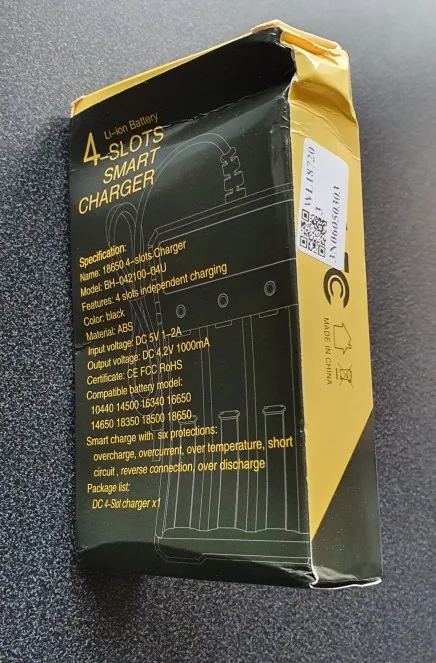 Li-ion Battery
4-SLOTS
SMART
CHARGER
Specification:
Name: 18650 4-slots Charger
Model: BH-042100-04U
Features: 4 slots independent charging
Color: black
Material: ABS
Input voltage: DC 5V 1-2A
Output voltage: DC 4.2V 1000mA
Certificate: CE FCC RoHS
Compatible battery model:
10440 14500 16340 16650
14650 18350 18500 18650
Smart charge with six protections:
overcharge, overcurrent, over temperature, short
circuit , reverse connection, over discharge
Package list:
DC 4-Slot charger x1
WL18720
MADE IN CHINA